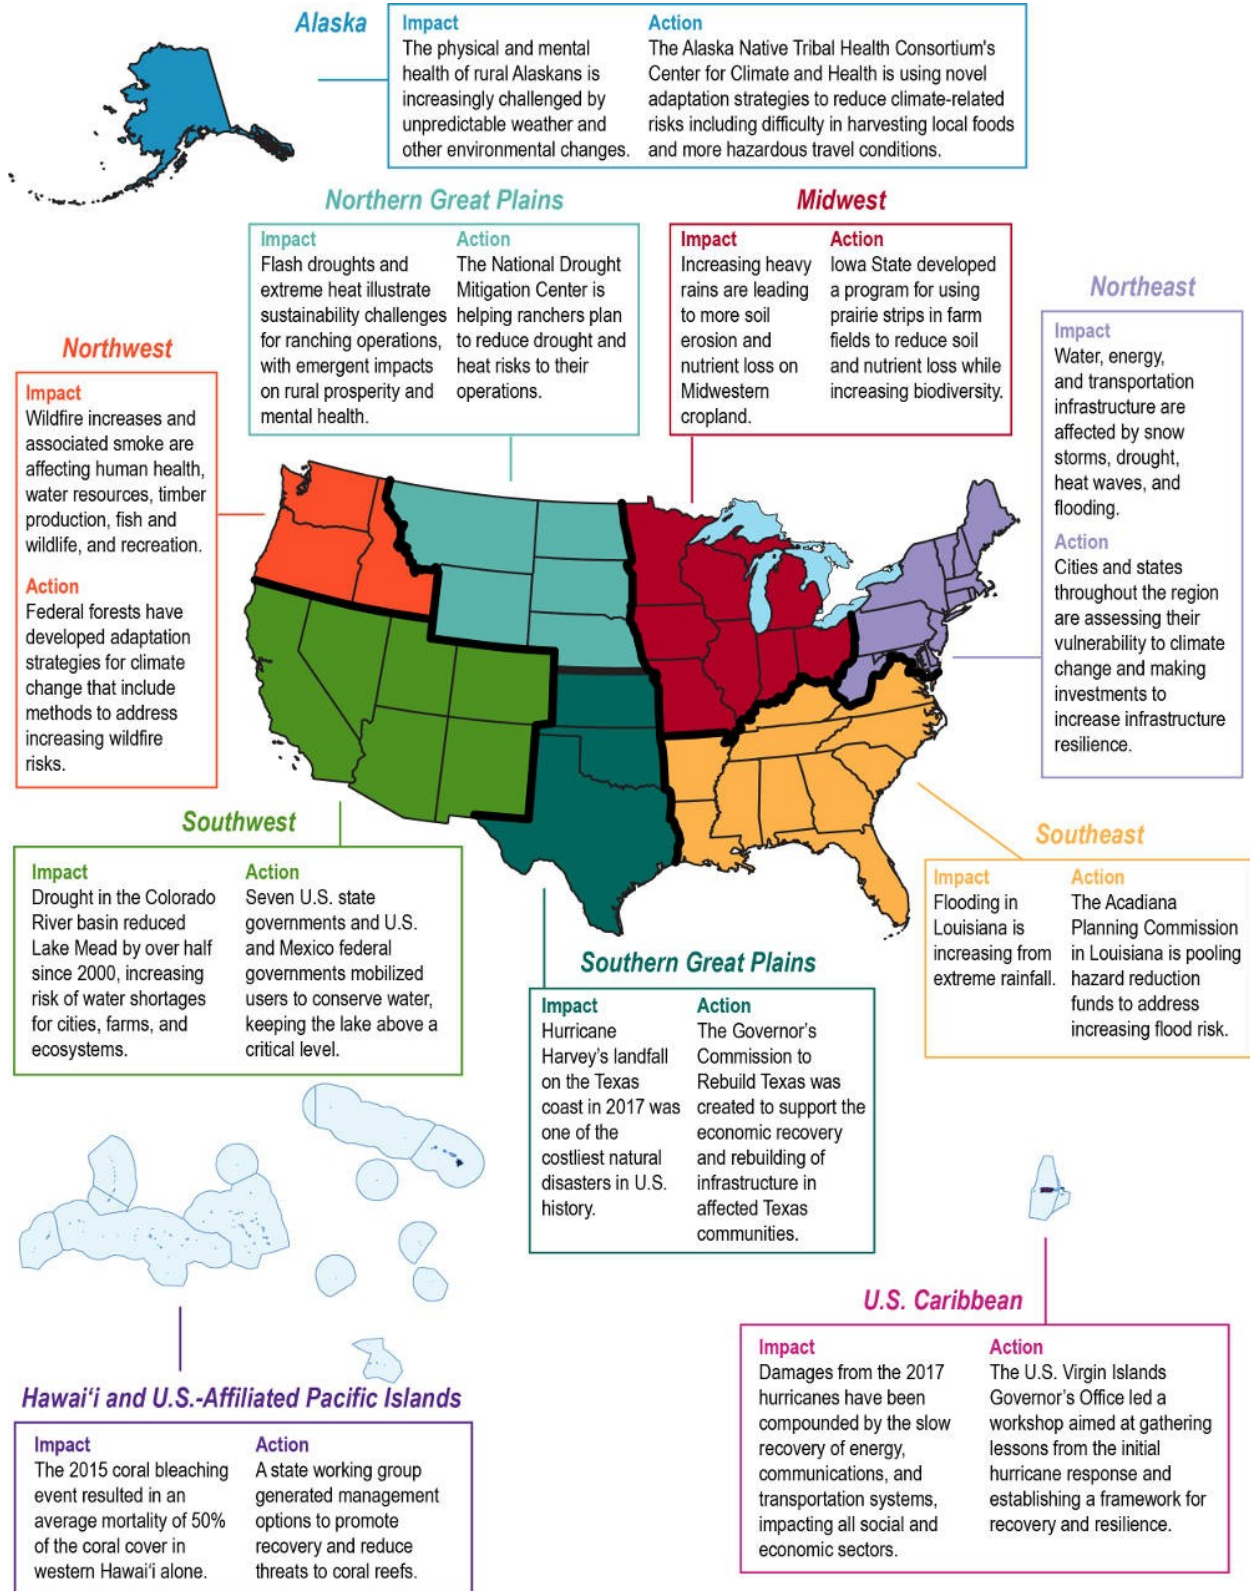 Alaska
Impact
The physical and mental
health of rural Alaskans is
increasingly challenged by
unpredictable weather and
other environmental changes.
Action
The Alaska Native Tribal Health Consortium's
Center for Climate and Health is using novel
adaptation strategies to reduce climate-related
risks including difficulty in harvesting local foods
and more hazardous travel conditions.
Northern Great Plains
Impact
Flash droughts and
extreme heat illustrate
sustainability challenges
for ranching operations,
with emergent impacts
on rural prosperity and
mental health.
Action
The National Drought
Mitigation Center is
helping ranchers plan
to reduce drought and
heat risks to their
operations.
Midwest
Impact
Increasing heavy
rains are leading
to more soil
erosion and
nutrient loss on
Midwestern
cropland.
Action
Iowa State developed
a program for using
prairie strips in farm
fields to reduce soil
and nutrient loss while
increasing biodiversity.
Northeast
Impact
Water, energy,
and transportation
infrastructure are
affected by snow
storms, drought,
heat waves, and
flooding.
Action
Cities and states
throughout the region
are assessing their
vulnerability to climate
change and making
investments to
increase infrastructure
resilience.
Northwest
Impact
Wildfire increases and
associated smoke are
affecting human health,
water resources, timber
production, fish and
wildlife, and recreation.
Action
Federal forests have
developed adaptation
strategies for climate
change that include
methods to address
increasing wildfire
risks.
Southwest
Impact
Drought in the Colorado
River basin reduced
Lake Mead by over half
since 2000, increasing
risk of water shortages
for cities, farms, and
ecosystems.
Action
Seven U.S. state
governments and U.S.
and Mexico federal
governments mobilized
users to conserve water,
keeping the lake above a
critical level.
Southeast
Impact
Flooding in
Louisiana is
increasing from
extreme rainfall.
Action
The Acadiana
Planning Commission
in Louisiana is pooling
hazard reduction
funds to address
increasing flood risk.
Southern Great Plains
Impact
Hurricane
Harvey's landfall
on the Texas
coast in 2017 was
one of the
costliest natural
disasters in U.S.
history.
Action
The Governor's
Commission to
Rebuild Texas was
created to support the
economic recovery
and rebuilding of
infrastructure in
affected Texas
communities.
U.S. Caribbean
Impact
Damages from the 2017
hurricanes have been
compounded by the slow
recovery of energy,
communications, and
transportation systems,
impacting all social and
economic sectors.
Action
The U.S. Virgin Islands
Governor's Office led a
workshop aimed at gathering
lessons from the initial
hurricane response and
establishing a framework for
recovery and resilience.
Hawai‘i and U.S.-Affiliated Pacific Islands
Impact
The 2015 coral bleaching
event resulted in an
average mortality of 50%
of the coral cover in
western Hawai‘i alone.
Action
A state working group
generated management
options to promote
recovery and reduce
threats to coral reefs.